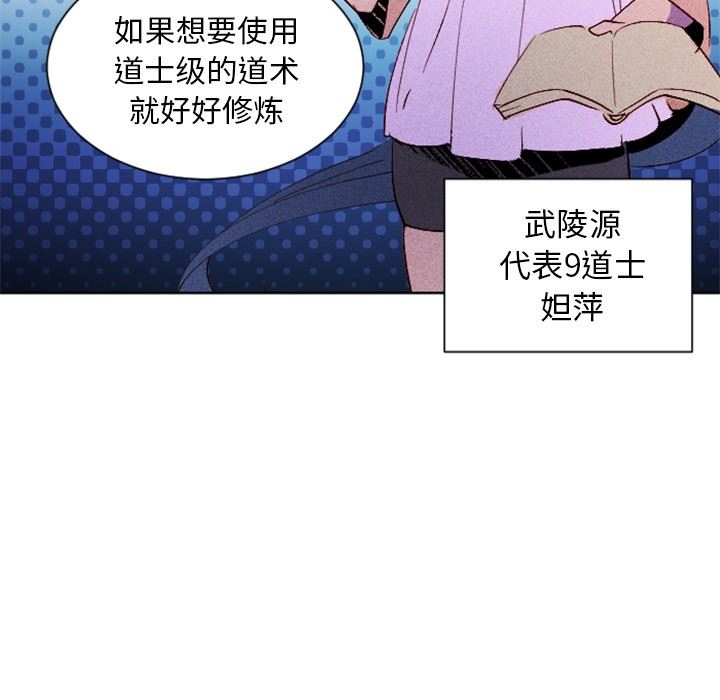 如果想要使用
道士级的道术
就好好修炼
武陵源
代表9道士
妲萍